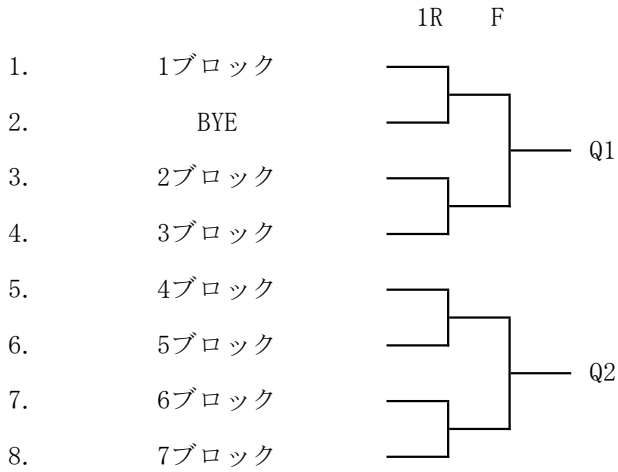 1R F
1. 1ブロック
2. BYE
Q1
3. 2ブロック
4. 3ブロック
5. 4ブロック
6. 5ブロック
Q2
7. 6ブロック
8. 7ブロック